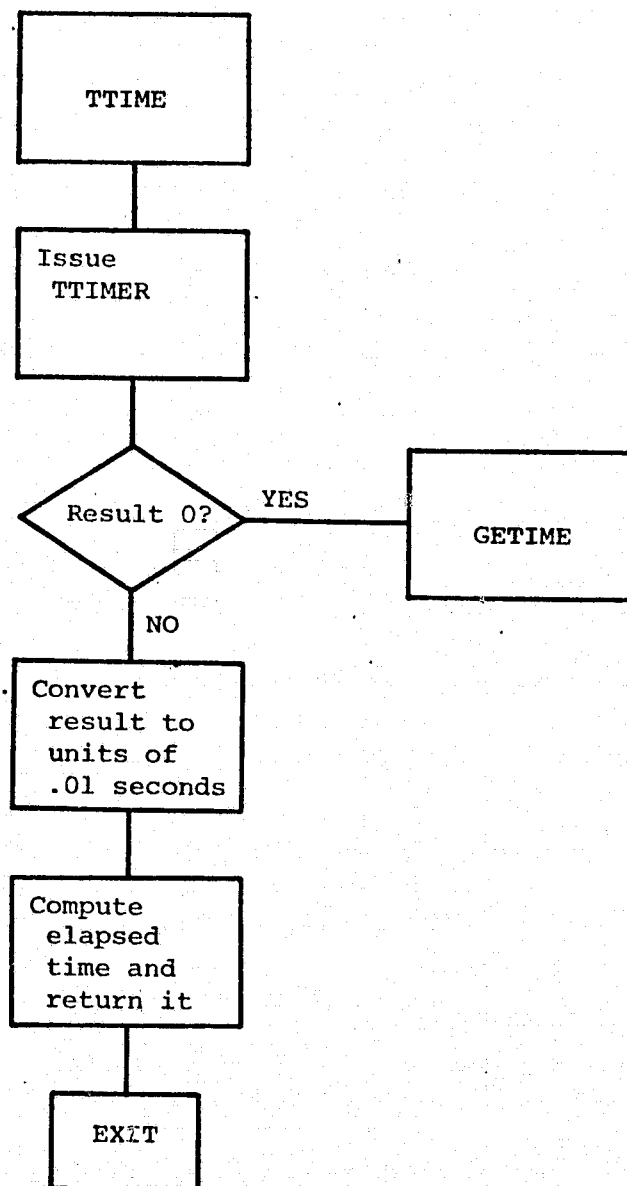 TTIME
Issue
TTIMER
Result 0?
YES
GETIME
NO
Convert
result to
units of
.01 seconds
Compute
elapsed
time and
return it
EXIT